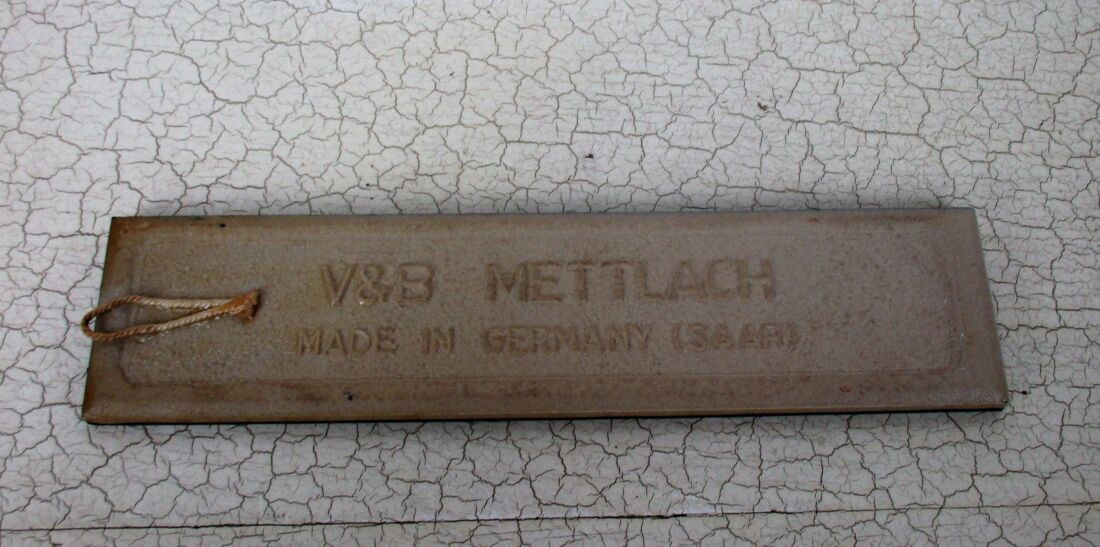 V&B METTLACH
MADE IN GERMANY (SAAR)